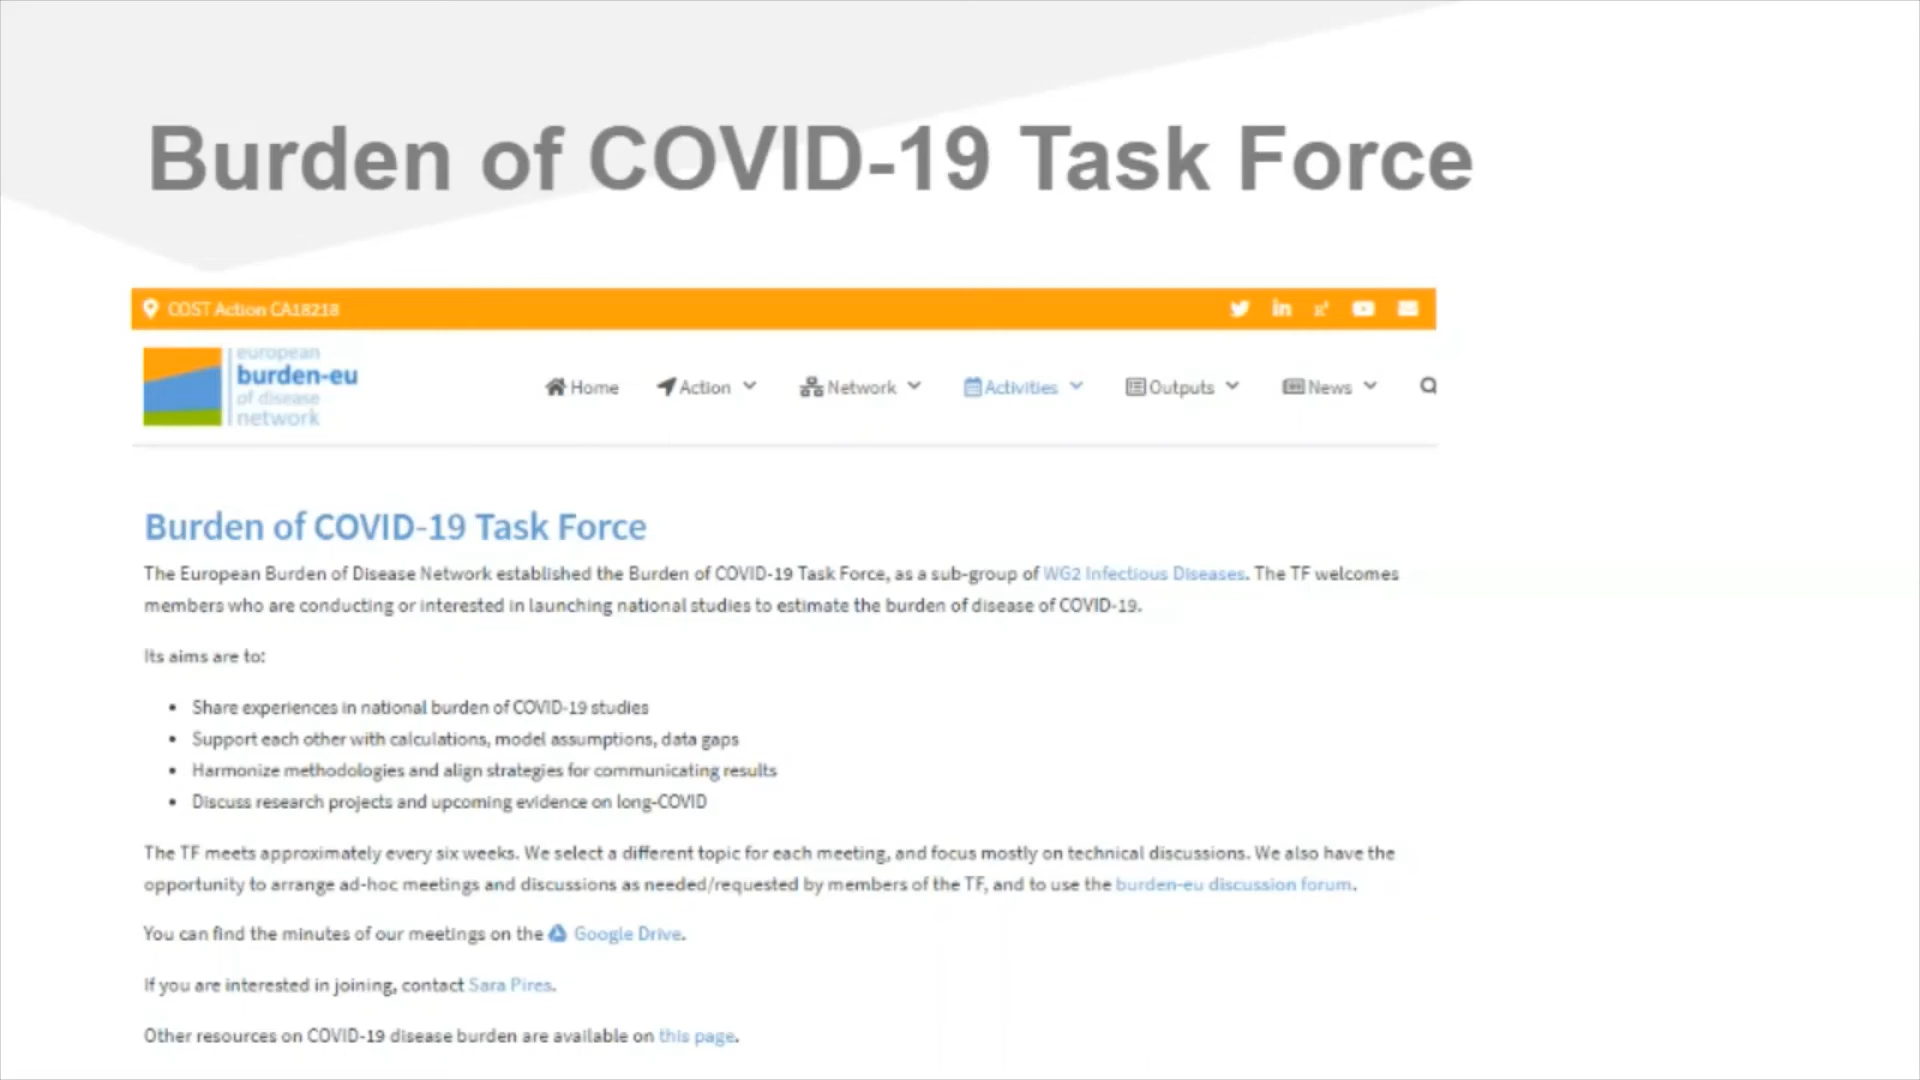 Burden of COVID-19 Task Force
COST Action CA18218
european
burden-eu
of disease
network
Home
Action
Network
Activities
Outputs
News
Burden of COVID-19 Task Force
The European Burden of Disease Network established the Burden of COVID-19 Task Force, as a sub-group of WG2 Infectious Diseases. The TF welcomes
members who are conducting or interested in launching national studies to estimate the burden of disease of COVID-19.
Its aims are to:
• Share experiences in national burden of COVID-19 studies
• Support each other with calculations, model assumptions, data gaps
• Harmonize methodologies and align strategies for communicating results
• Discuss research projects and upcoming evidence on long-COVID
The TF meets approximately every six weeks. We select a different topic for each meeting, and focus mostly on technical discussions. We also have the
opportunity to arrange ad-hoc meetings and discussions as needed/requested by members of the TF, and to use the burden-eu discussion forum.
You can find the minutes of our meetings on the Google Drive.
If you are interested in joining, contact Sara Pires.
Other resources on COVID-19 disease burden are available on this page.